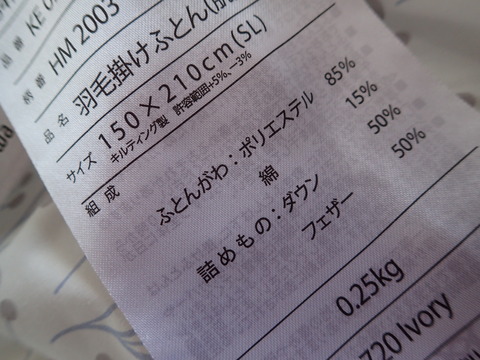 品 番 KE
柄 番 HM 2003
品 名 羽毛掛けふとん(肌
サイズ 150×210cm(SL)
キルティング製 許容範囲+5%、-3%
組 成 ふとんがわ：ポリエステル 85%
綿 15%
詰めもの：ダウン 50%
フェザー 50%
0.25kg
720 Ivory